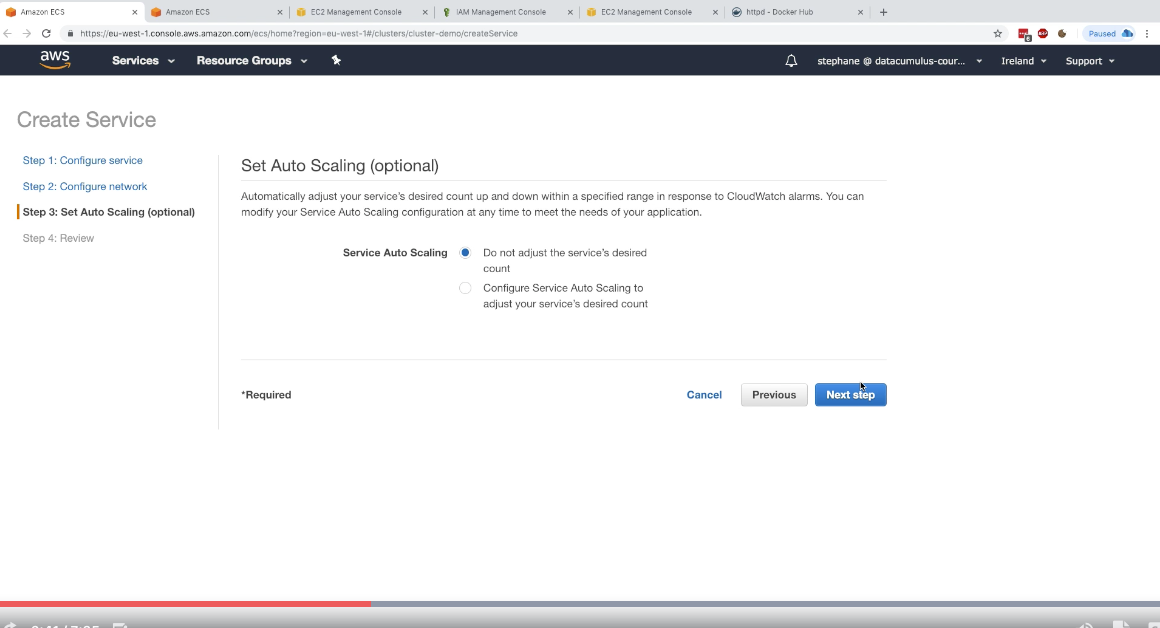 Amazon ECS
Amazon ECS
EC2 Management Console
IAM Management Console
EC2 Management Console
httpd - Docker Hub
https://eu-west-1.console.aws.amazon.com/ecs/home?region=eu-west-1#/clusters/cluster-demo/createService
Paused
aws
Services
Resource Groups
stephane @ datacumulus-cour...
Ireland
Support
Create Service
Step 1: Configure service
Step 2: Configure network
Step 3: Set Auto Scaling (optional)
Step 4: Review
Set Auto Scaling (optional)
Automatically adjust your service's desired count up and down within a specified range in response to CloudWatch alarms. You can
modify your Service Auto Scaling configuration at any time to meet the needs of your application.
Service Auto Scaling
Do not adjust the service's desired
count
Configure Service Auto Scaling to
adjust your service's desired count
*Required
Cancel
Previous
Next step